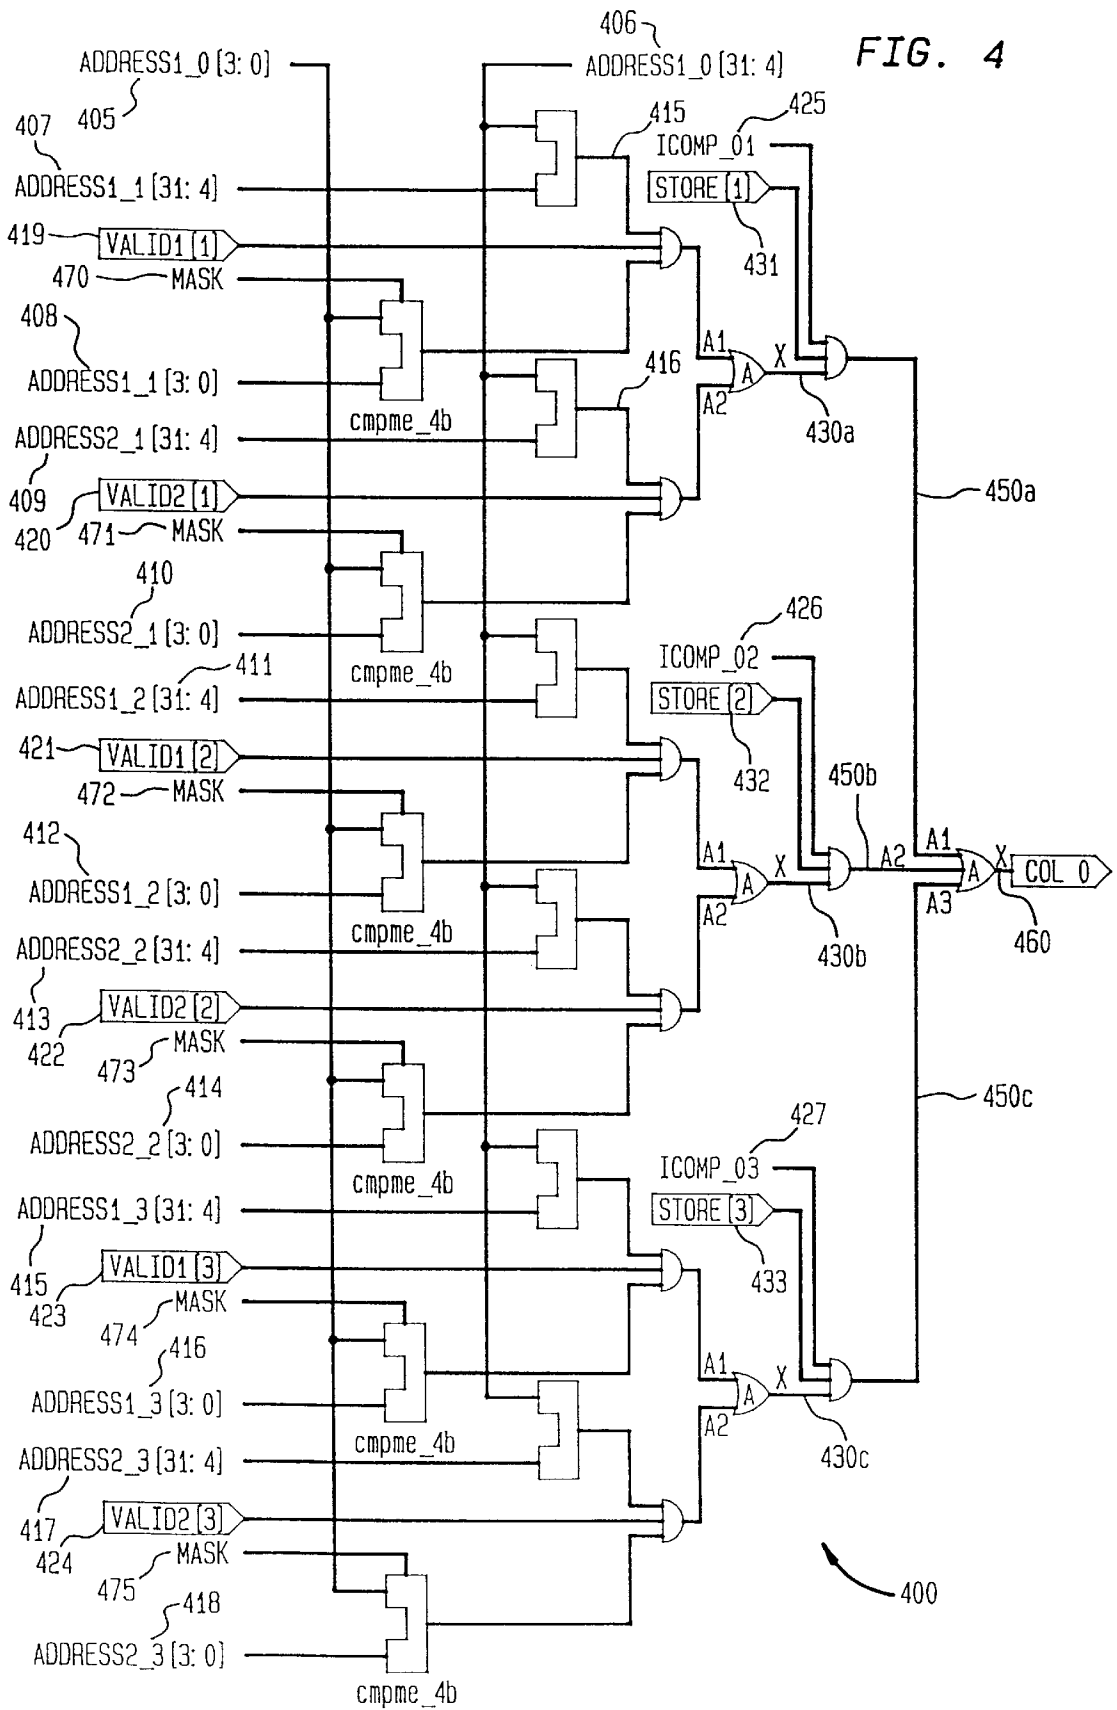 FIG. 4
406
ADDRESS1_0 [3: 0]
ADDRESS1_0 [31: 4]
405
407
415
425
ICOMP_01
ADDRESS1_1 [31: 4]
STORE [1]
419
VALID1 [1]
431
470
MASK
408
A1
X
A
ADDRESS1_1 [3: 0]
416
A2
cmpme_4b
430a
ADDRESS2_1 [31: 4]
409
VALID2 [1]
450a
420
471
MASK
410
426
ADDRESS2_1 [3: 0]
ICOMP_02
411
cmpme_4b
ADDRESS1_2 [31: 4]
STORE [2]
421
VALID1 [2]
432
450b
472
MASK
412
A1
X
A2
A1
X
A
A
COL 0
ADDRESS1_2 [3: 0]
A2
A3
cmpme_4b
430b
460
ADDRESS2_2 [31: 4]
413
VALID2 [2]
422
473
MASK
414
450c
427
ADDRESS2_2 [3: 0]
ICOMP_03
cmpme_4b
ADDRESS1_3 [31: 4]
STORE [3]
415
VALID1 [3]
433
423
MASK
474
416
A1
X
A
ADDRESS1_3 [3: 0]
A2
cmpme_4b
430c
ADDRESS2_3 [31: 4]
417
VALID2 [3]
424
MASK
475
400
418
ADDRESS2_3 [3: 0]
cmpme_4b